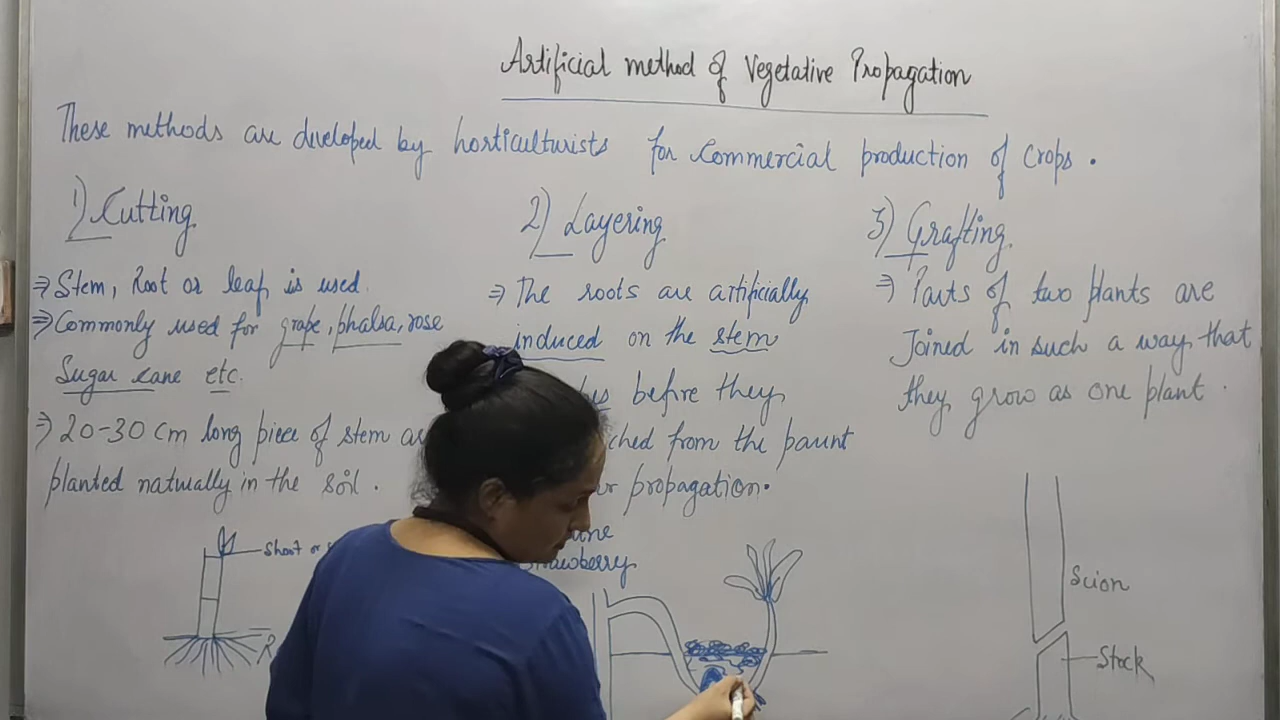 Artificial method of Vegetative Propagation
These methods are developed by horticulturists for Commercial production of Crops.
1) Cutting
⇒ Stem, Root or leaf is used.
⇒ Commonly used for grape, phalsa, rose
Sugar cane etc.
⇒ 20-30 cm long piece of stem
planted naturally in the soil.
Shoot or
2) Layering
⇒ The roots are artificially
induced on the stem
before they
from the parent
propagation.
3) Grafting
⇒ Parts of two plants are
Joined in such a way that
they grow as one plant.
Scion
Stock